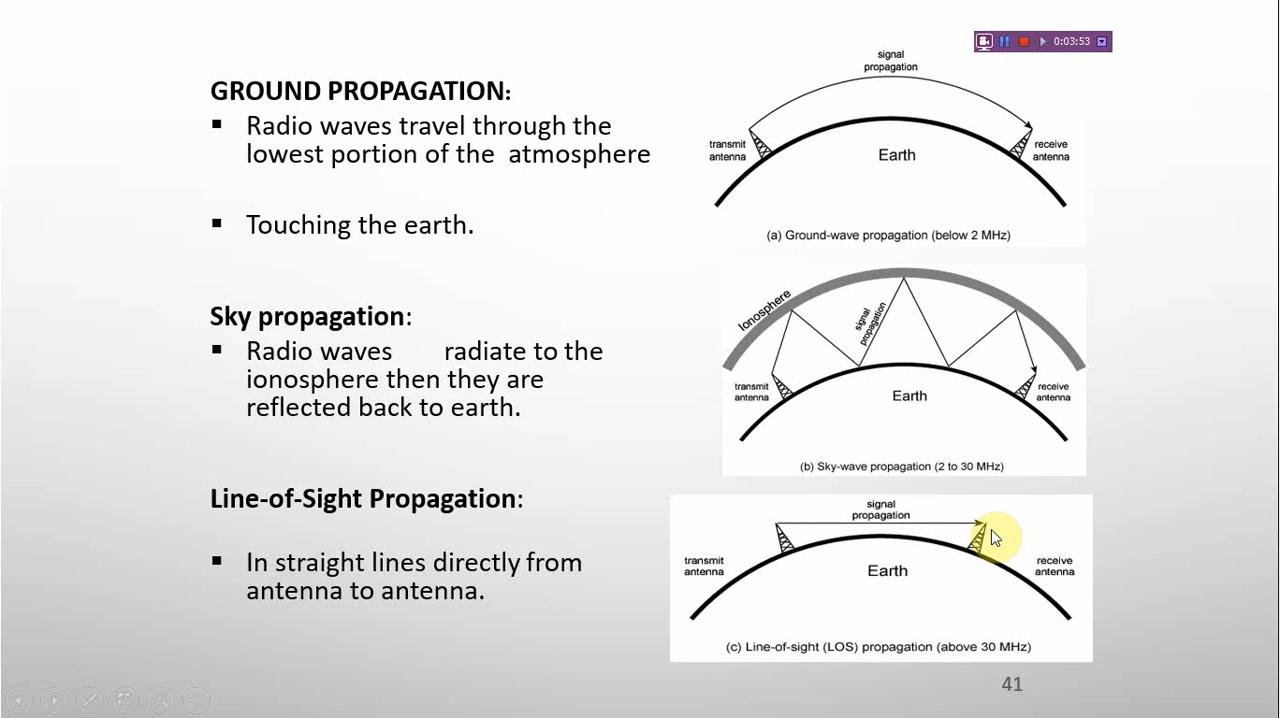 0:03:53
GROUND PROPAGATION:
▪ Radio waves travel through the
lowest portion of the atmosphere
▪ Touching the earth.
signal
propagation
transmit
antenna
Earth
receive
antenna
(a) Ground-wave propagation (below 2 MHz)
Sky propagation:
▪ Radio waves radiate to the
ionosphere then they are
reflected back to earth.
Ionosphere
signal
propagation
transmit
antenna
Earth
receive
antenna
(b) Sky-wave propagation (2 to 30 MHz)
Line-of-Sight Propagation:
▪ In straight lines directly from
antenna to antenna.
signal
propagation
transmit
antenna
Earth
receive
antenna
(c) Line-of-sight (LOS) propagation (above 30 MHz)
41